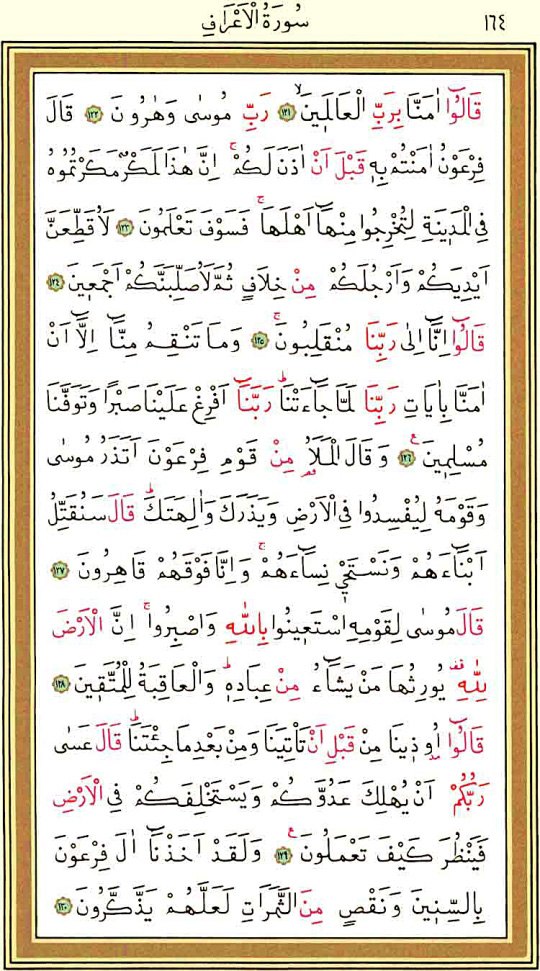 سُورَةُ الْاَعْرَافِ ١٦٤
قَالُٓوا اٰمَنَّا بِرَبِّ الْعَالَم۪ينَۙ ﴿١٢١﴾ رَبِّ مُوسٰى وَهٰرُونَ ﴿١٢٢﴾ قَالَ
فِرْعَوْنُ اٰمَنْتُمْ بِه۪ قَبْلَ اَنْ اٰذَنَ لَكُمْۚ اِنَّ هٰذَا لَمَكْرٌ مَكَرْتُمُوهُ
فِي الْمَد۪ينَةِ لِتُخْرِجُوا مِنْهَٓا اَهْلَهَاۚ فَسَوْفَ تَعْلَمُونَ ﴿١٢٣﴾ لَاُقَطِّعَنَّ
اَيْدِيَكُمْ وَاَرْجُلَكُمْ مِنْ خِلَافٍ ثُمَّ لَاُصَلِّبَنَّكُمْ اَجْمَع۪ينَ ﴿١٢٤﴾
قَالُٓوا اِنَّٓا اِلٰى رَبِّنَا مُنْقَلِبُونَۚ ﴿١٢٥﴾ وَمَا تَنْقِمُ مِنَّٓا اِلَّٓا اَنْ
اٰمَنَّا بِاٰيَاتِ رَبِّنَا لَمَّا جَٓاءَتْنَاۜ رَبَّنَٓا اَفْرِغْ عَلَيْنَا صَبْرًا وَتَوَفَّنَا
مُسْلِم۪ينَ۟ ﴿١٢٦﴾ وَقَالَ الْمَلَاُ مِنْ قَوْمِ فِرْعَوْنَ اَتَذَرُ مُوسٰى
وَقَوْمَهُ لِيُفْسِدُوا فِي الْاَرْضِ وَيَذَرَكَ وَاٰلِهَتَكَۜ قَالَ سَنُقَتِّلُ
اَبْنَٓاءَهُمْ وَنَسْتَحْي۪ نِسَٓاءَهُمْۚ وَاِنَّا فَوْقَهُمْ قَاهِرُونَ ﴿١٢٧﴾
قَالَ مُوسٰى لِقَوْمِهِ اسْتَع۪ينُوا بِاللّٰهِ وَاصْبِرُواۚ اِنَّ الْاَرْضَ
لِلّٰهِ يُورِثُهَا مَنْ يَشَٓاءُ مِنْ عِبَادِه۪ۜ وَالْعَاقِبَةُ لِلْمُتَّق۪ينَ ﴿١٢٨﴾
قَالُٓوا اُو۫ذ۪ينَا مِنْ قَبْلِ اَنْ تَأْتِيَنَا وَمِنْ بَعْدِ مَا جِئْتَنَاۜ قَالَ عَسٰى
رَبُّكُمْ اَنْ يُهْلِكَ عَدُوَّكُمْ وَيَسْتَخْلِفَكُمْ فِي الْاَرْضِ
فَيَنْظُرَ كَيْفَ تَعْمَلُونَ۟ ﴿١٢٩﴾ وَلَقَدْ اَخَذْنَٓا اٰلَ فِرْعَوْنَ
بِالسِّن۪ينَ وَنَقْصٍ مِنَ الثَّمَرَاتِ لَعَلَّهُمْ يَذَّكَّرُونَ ﴿١٣٠﴾